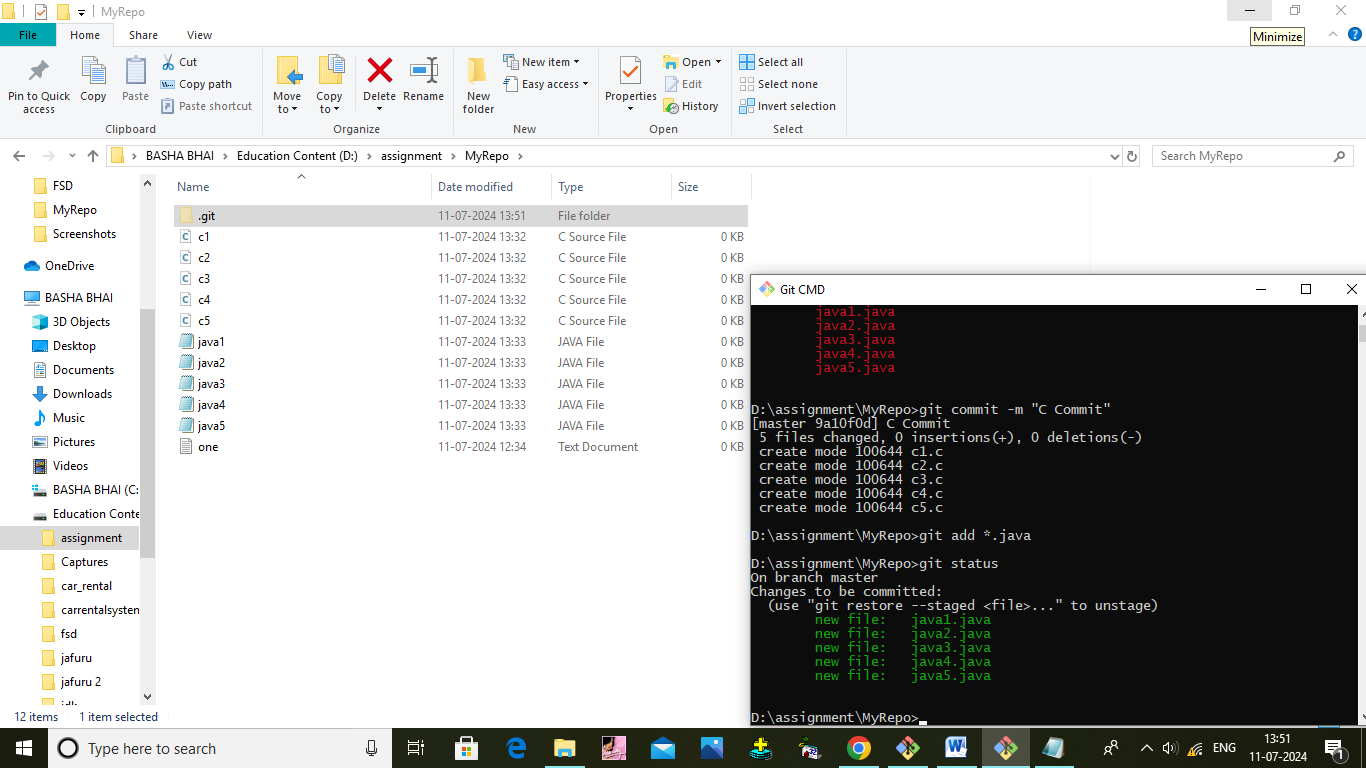 MyRepo
Minimize
File Home Share View
Pin to Quick access
Copy
Paste
Cut
Copy path
Paste shortcut
Move to
Copy to
Delete
Rename
New folder
New item
Easy access
Properties
Open
Edit
History
Select all
Select none
Invert selection
Clipboard Organize New Open Select
BASHA BHAI > Education Content (D:) > assignment > MyRepo >
Search MyRepo
FSD
MyRepo
Screenshots
OneDrive
BASHA BHAI
3D Objects
Desktop
Documents
Downloads
Music
Pictures
Videos
BASHA BHAI (C:
Education Conte
assignment
Captures
car_rental
carrentalsystem
fsd
jafuru
jafuru 2
Name Date modified Type Size
.git 11-07-2024 13:51 File folder
c1 11-07-2024 13:32 C Source File 0 KB
c2 11-07-2024 13:32 C Source File 0 KB
c3 11-07-2024 13:32 C Source File 0 KB
c4 11-07-2024 13:32 C Source File 0 KB
c5 11-07-2024 13:32 C Source File 0 KB
java1 11-07-2024 13:33 JAVA File 0 KB
java2 11-07-2024 13:33 JAVA File 0 KB
java3 11-07-2024 13:33 JAVA File 0 KB
java4 11-07-2024 13:33 JAVA File 0 KB
java5 11-07-2024 13:33 JAVA File 0 KB
one 11-07-2024 12:34 Text Document 0 KB
12 items 1 item selected
Git CMD
java1.java
java2.java
java3.java
java4.java
java5.java
D:\assignment\MyRepo>git commit -m "C Commit"
[master 9a10f0d] C Commit
5 files changed, 0 insertions(+), 0 deletions(-)
create mode 100644 c1.c
create mode 100644 c2.c
create mode 100644 c3.c
create mode 100644 c4.c
create mode 100644 c5.c
D:\assignment\MyRepo>git add *.java
D:\assignment\MyRepo>git status
On branch master
Changes to be committed:
(use "git restore --staged <file>..." to unstage)
new file: java1.java
new file: java2.java
new file: java3.java
new file: java4.java
new file: java5.java
D:\assignment\MyRepo>
Type here to search
ENG
13:51
11-07-2024
1